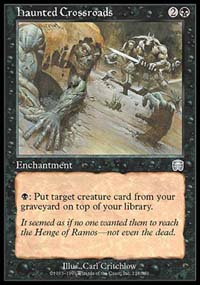 Haunted Crossroads 2
Enchantment
: Put target creature card from your
graveyard on top of your library.
It seemed as if no one wanted them to reach
the Henge of Ramos—not even the dead.
Illus. Carl Critchlow